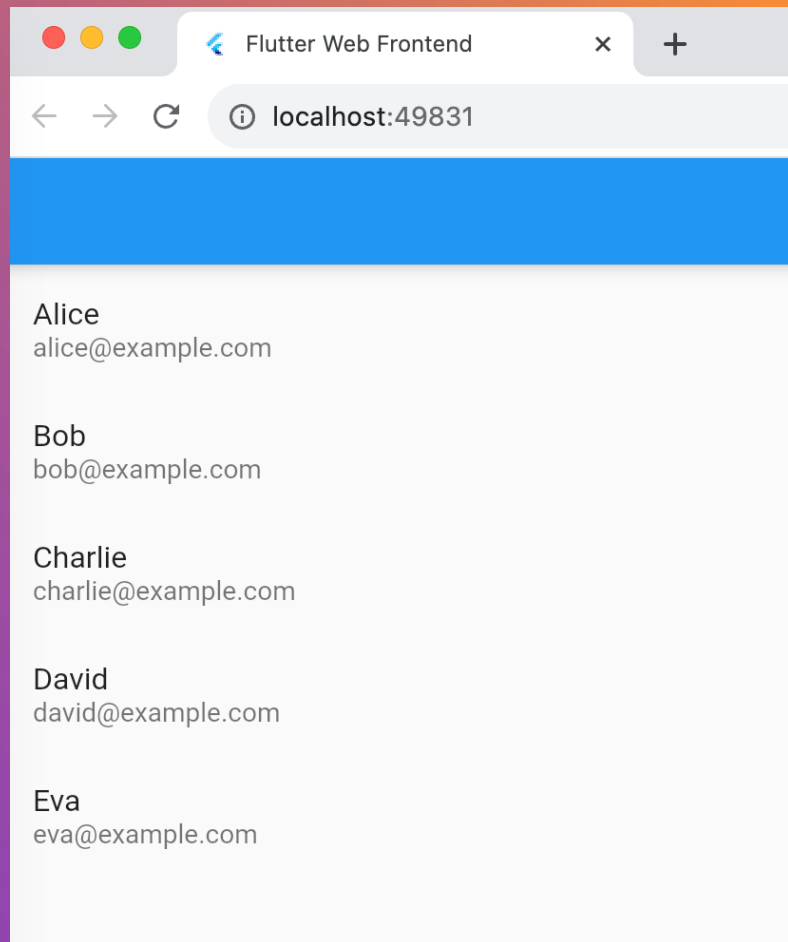 Flutter Web Frontend
localhost:49831
Alice
alice@example.com
Bob
bob@example.com
Charlie
charlie@example.com
David
david@example.com
Eva
eva@example.com